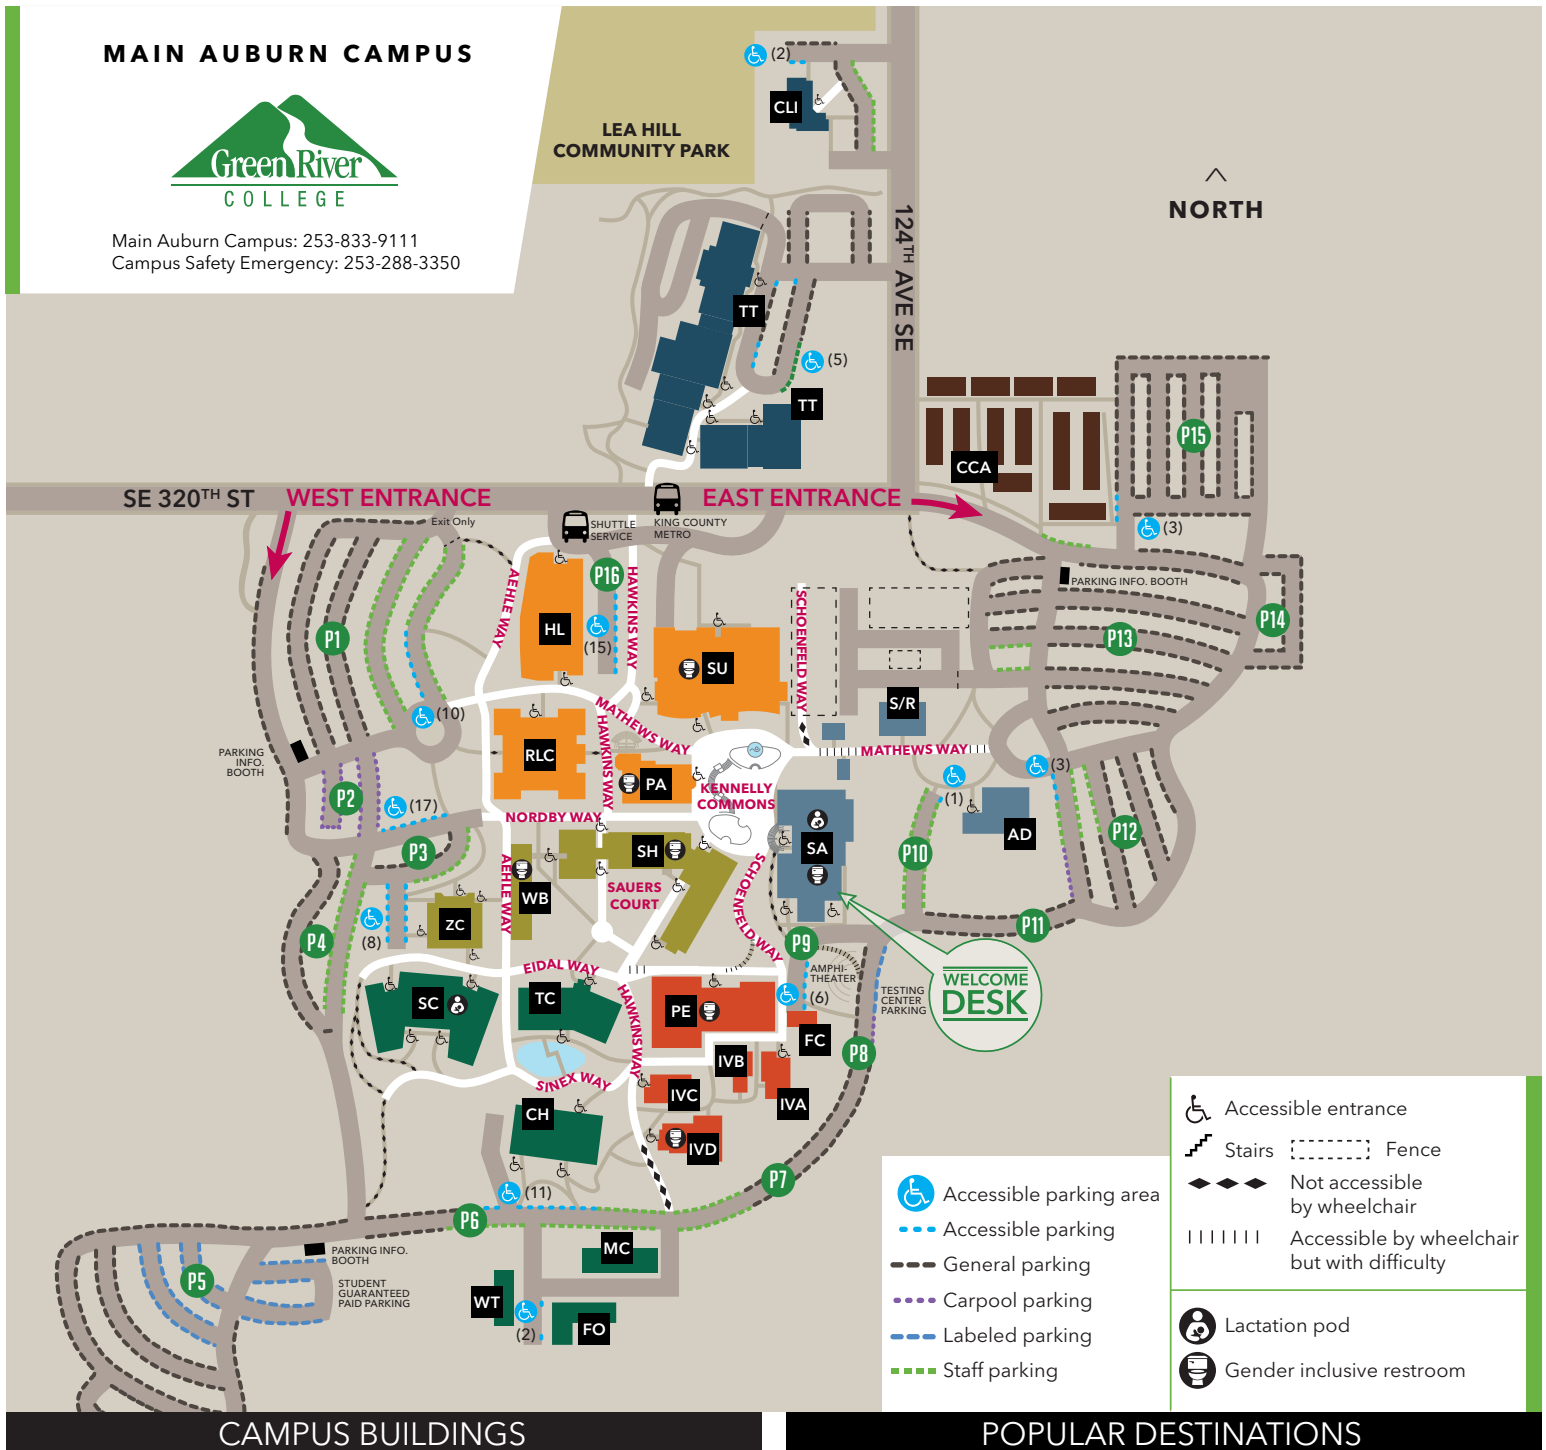 MAIN AUBURN CAMPUS
Green River
COLLEGE
Main Auburn Campus: 253-833-9111
Campus Safety Emergency: 253-288-3350
LEA HILL
COMMUNITY PARK
(2)
CLI
NORTH
124TH AVE SE
TT
(5)
TT
P15
CCA
SE 320TH ST
WEST ENTRANCE
EAST ENTRANCE
Exit Only
SHUTTLE
SERVICE
KING COUNTY
METRO
(3)
PARKING INFO. BOOTH
P16
AEHLE WAY
HAWKINS WAY
SCHOENFELD WAY
HL
(15)
P1
SU
P13
P14
S/R
(10)
MATHEWS WAY
HAWKINS WAY
MATHEWS WAY
PARKING
INFO.
BOOTH
RLC
PA
KENNELLY
COMMONS
(3)
(1)
P2
(17)
NORDBY WAY
AD
P12
P3
SH
SA
P10
AEHLE WAY
WB
SAUERS
COURT
SCHOENFELD WAY
ZC
(8)
P4
P9
P11
EIDAL WAY
AMPHI-
THEATER
WELCOME
DESK
TESTING
CENTER
PARKING
SC
TC
HAWKINS WAY
PE
(6)
FC
P8
IVB
SINEX WAY
IVC
IVA
CH
IVD
(11)
P7
P6
MC
PARKING INFO.
BOOTH
P5
STUDENT
GUARANTEED
PAID PARKING
WT
(2)
FO
Accessible parking area
Accessible parking
General parking
Carpool parking
Labeled parking
Staff parking
Accessible entrance
Stairs
Fence
Not accessible
by wheelchair
Accessible by wheelchair
but with difficulty
Lactation pod
Gender inclusive restroom
CAMPUS BUILDINGS
POPULAR DESTINATIONS